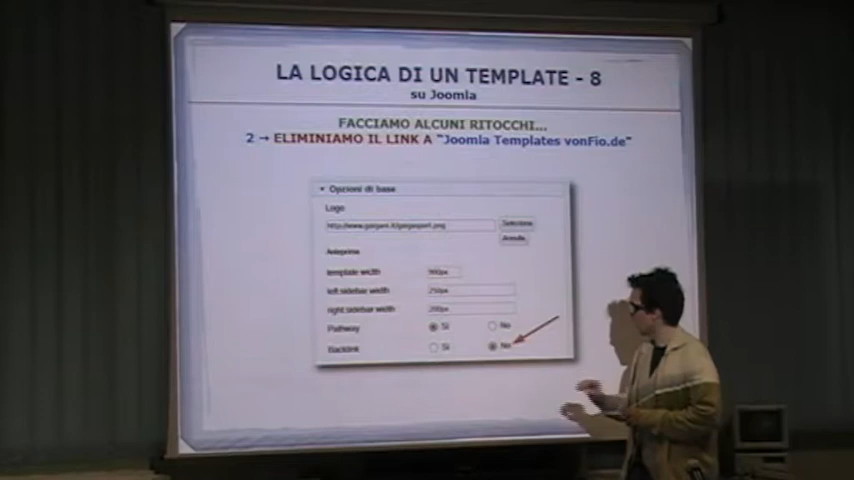 LA LOGICA DI UN TEMPLATE - 8
su Joomla
FACCIAMO ALCUNI RITOCCHI...
2 → ELIMINIAMO IL LINK A "Joomla Templates vonFio.de"
Opzioni di base
Logo
Seleziona
Annulla
Anteprima
template width
left sidebar width 250px
right sidebar width 200px
Pathway Sì No
Backlink Sì No